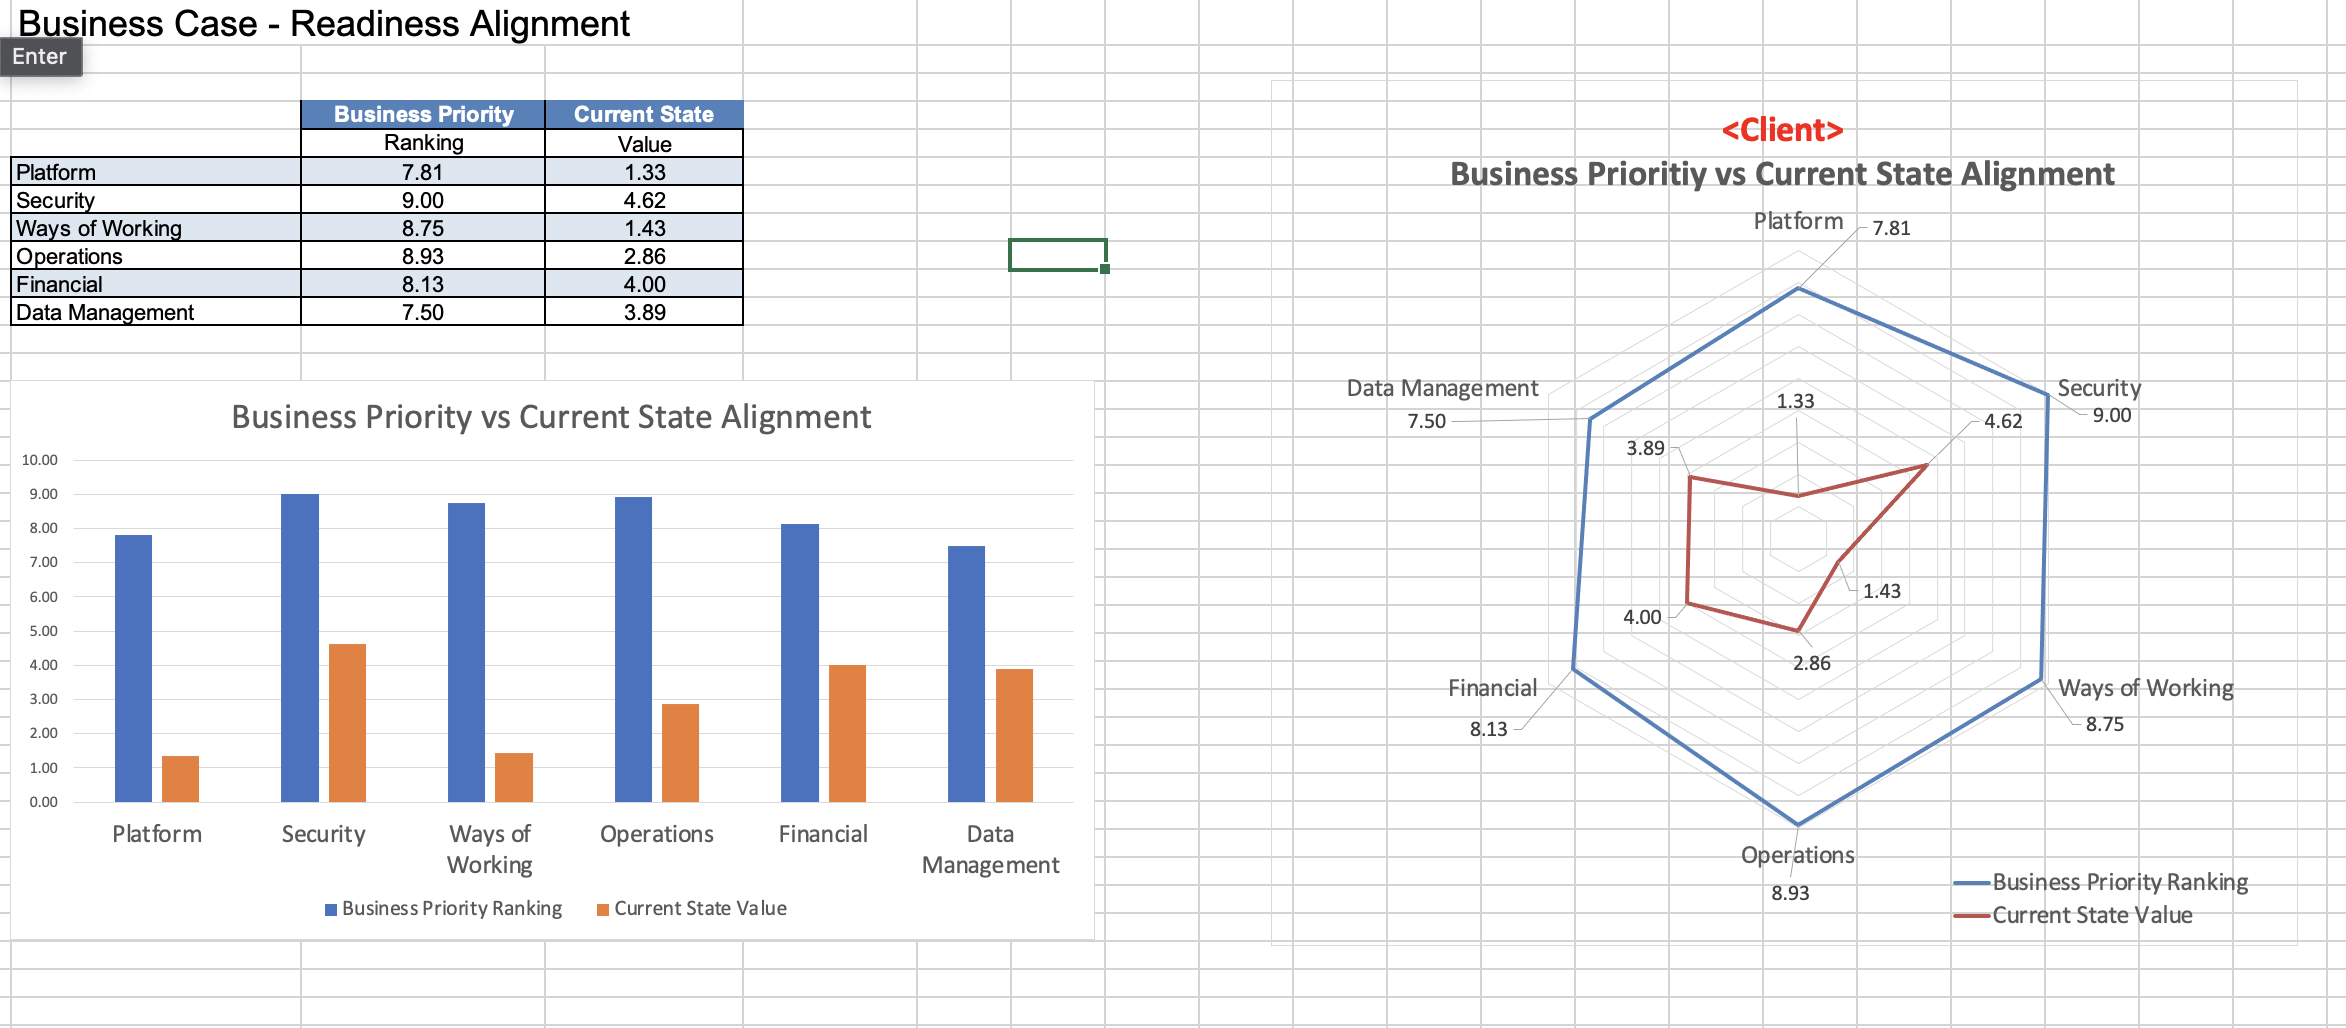 Business Case - Readiness Alignment
Enter
Business Priority Current State
Ranking Value
Platform 7.81 1.33
Security 9.00 4.62
Ways of Working 8.75 1.43
Operations 8.93 2.86
Financial 8.13 4.00
Data Management 7.50 3.89
Business Priority vs Current State Alignment
10.00
9.00
8.00
7.00
6.00
5.00
4.00
3.00
2.00
1.00
0.00
Platform Security Ways of Working Operations Financial Data Management
Business Priority Ranking Current State Value
<Client>
Business Prioritiy vs Current State Alignment
Platform
7.81
Data Management
7.50
Security
9.00
1.33
4.62
3.89
1.43
4.00
2.86
Financial
8.13
Ways of Working
8.75
Operations
8.93
Business Priority Ranking
Current State Value